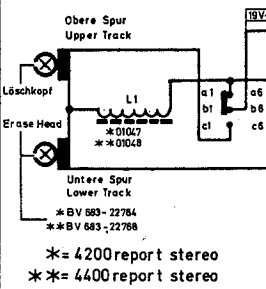 Obere Spur
Upper Track
19V-
Löschkopf
L1
a1
a6
b1
b6
*01047
**01048
c1
c6
Erase Head
Untere Spur
Lower Track
*BV 683-22764
**BV 683-22768
*= 4200 report stereo
**= 4400 report stereo